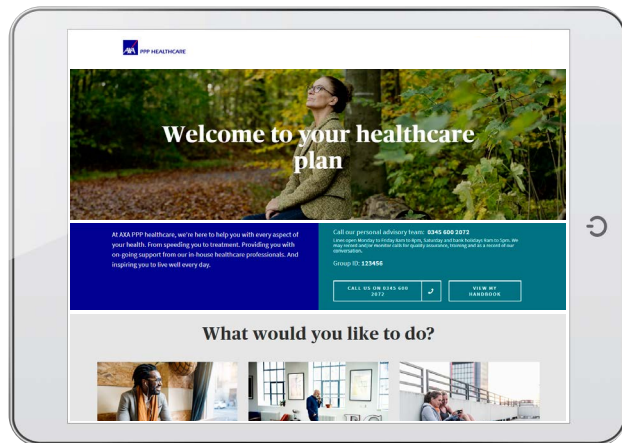 AXA PPP HEALTHCARE
Welcome to your healthcare
plan
At AXA PPP healthcare, we're here to help you with every aspect of
your health. From speeding you to treatment. Providing you with
on-going support from our in-house healthcare professionals. And
inspiring you to live well every day.
Call our personal advisory team: 0345 600 2072
Lines open Monday to Friday 8am to 8pm, Saturday and bank holidays 9am to 5pm. We
may record and/or monitor calls for quality assurance, training and as a record of our
conversation.
Group ID: 123456
CALL US ON 0345 600
2072
VIEW MY
HANDBOOK
What would you like to do?